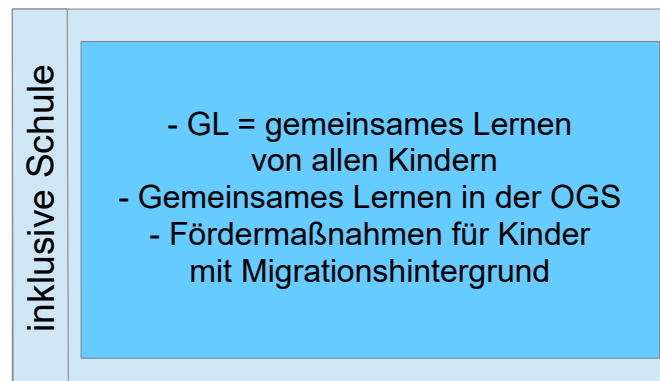 inklusive Schule
- GL = gemeinsames Lernen
von allen Kindern
- Gemeinsames Lernen in der OGS
- Fördermaßnahmen für Kinder
mit Migrationshintergrund